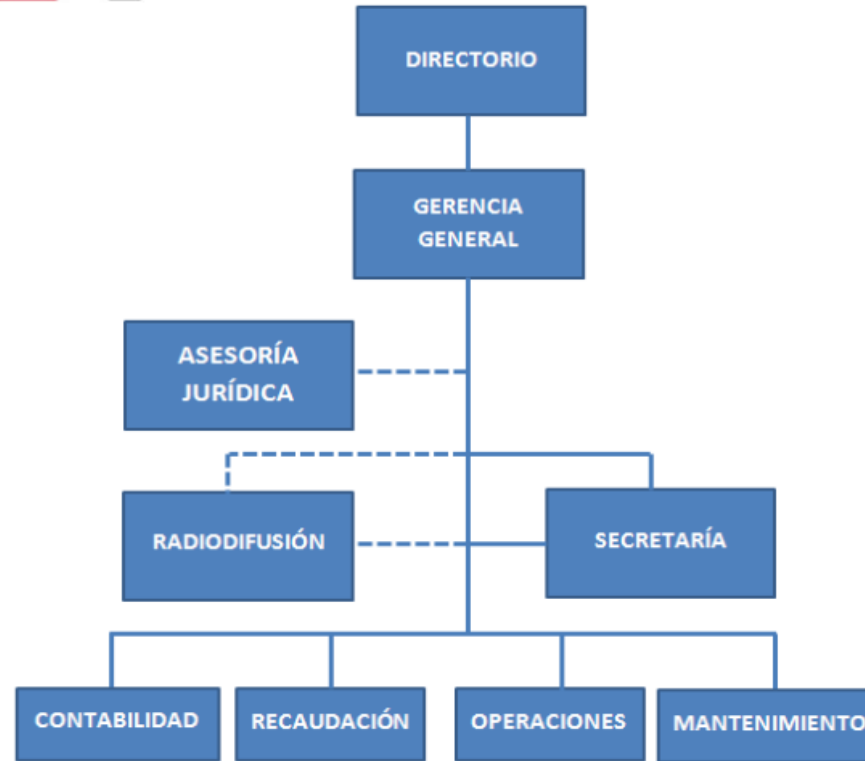 DIRECTORIO
GERENCIA
GENERAL
ASESORÍA
JURÍDICA
RADIODIFUSIÓN
SECRETARÍA
CONTABILIDAD
RECAUDACIÓN
OPERACIONES
MANTENIMIENTO